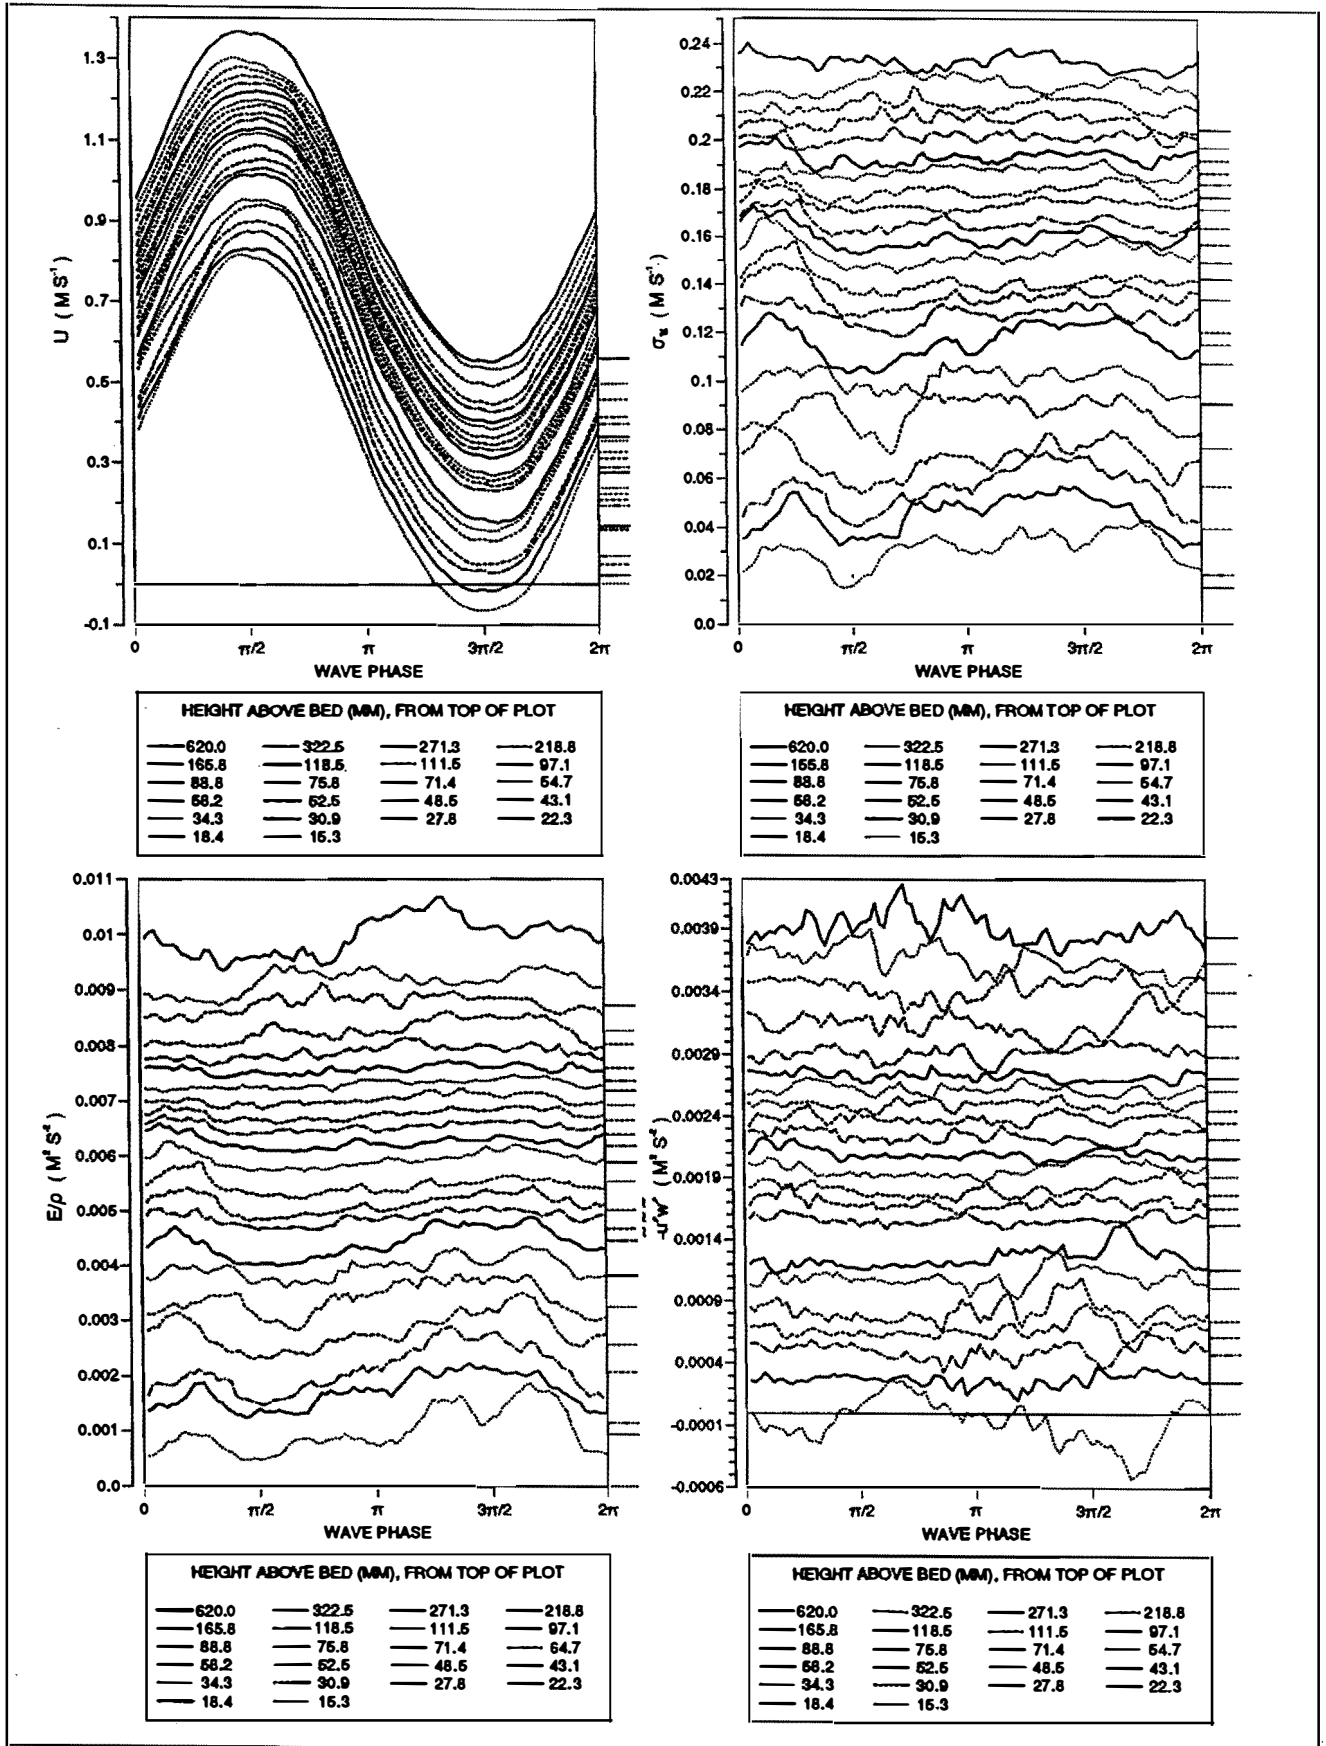 1.3
1.1
0.9
0.7
0.5
0.3
0.1
-0.1
U ( M S⁻¹ )
0 π/2 π 3π/2 2π
WAVE PHASE
HEIGHT ABOVE BED (MM), FROM TOP OF PLOT
620.0 322.5 271.3 218.8
165.8 118.5. 111.5 97.1
88.8 75.8 71.4 54.7
58.2 52.5 48.5 43.1
34.3 30.9 27.8 22.3
18.4 15.3
0.24
0.22
0.2
0.18
0.16
0.14
0.12
0.1
0.08
0.06
0.04
0.02
0.0
σᵤ ( M S⁻¹ )
0 π/2 π 3π/2 2π
WAVE PHASE
HEIGHT ABOVE BED (MM), FROM TOP OF PLOT
620.0 322.5 271.3 218.8
155.8 118.5 111.5 97.1
88.8 75.8 71.4 54.7
58.2 52.5 48.5 43.1
34.3 30.9 27.8 22.3
18.4 15.3
0.011
0.01
0.009
0.008
0.007
0.006
0.005
0.004
0.003
0.002
0.001
0.0
E/ρ ( M² S⁻² )
0 π/2 π 3π/2 2π
WAVE PHASE
HEIGHT ABOVE BED (MM), FROM TOP OF PLOT
620.0 322.5 271.3 218.8
165.8 118.5 111.5 97.1
88.8 75.8 71.4 64.7
58.2 52.5 48.5 43.1
34.3 30.9 27.8 22.3
18.4 15.3
0.0043
0.0039
0.0034
0.0029
0.0024
0.0019
0.0014
0.0009
0.0004
-0.0001
-0.0006
-u'w' ( M² S⁻² )
0 π/2 π 3π/2 2π
WAVE PHASE
HEIGHT ABOVE BED (MM), FROM TOP OF PLOT
620.0 322.5 271.3 218.8
165.8 118.5 111.5 97.1
88.8 75.8 71.4 54.7
58.2 52.5 48.5 43.1
34.3 30.9 27.8 22.3
18.4 15.3